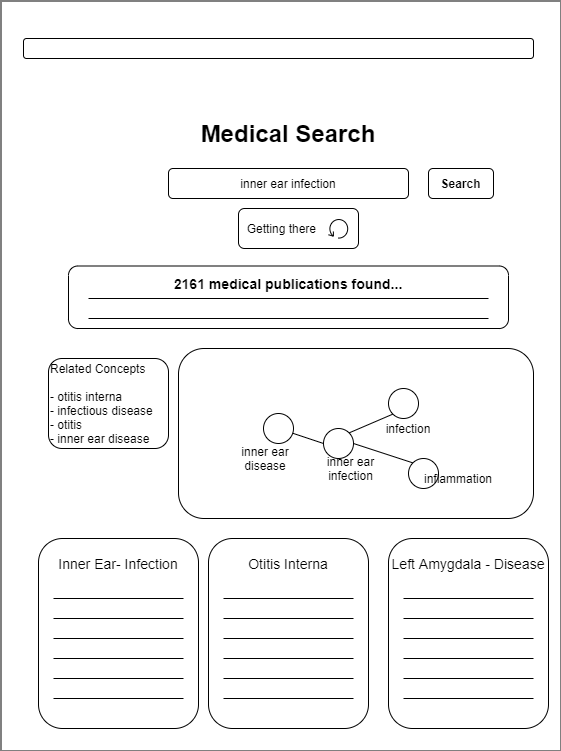 Medical Search
inner ear infection
Search
Getting there
2161 medical publications found...
Related Concepts
- otitis interna
- infectious disease
- otitis
- inner ear disease
infection
inner ear
disease
inner ear
infection
inflammation
Inner Ear- Infection
Otitis Interna
Left Amygdala - Disease